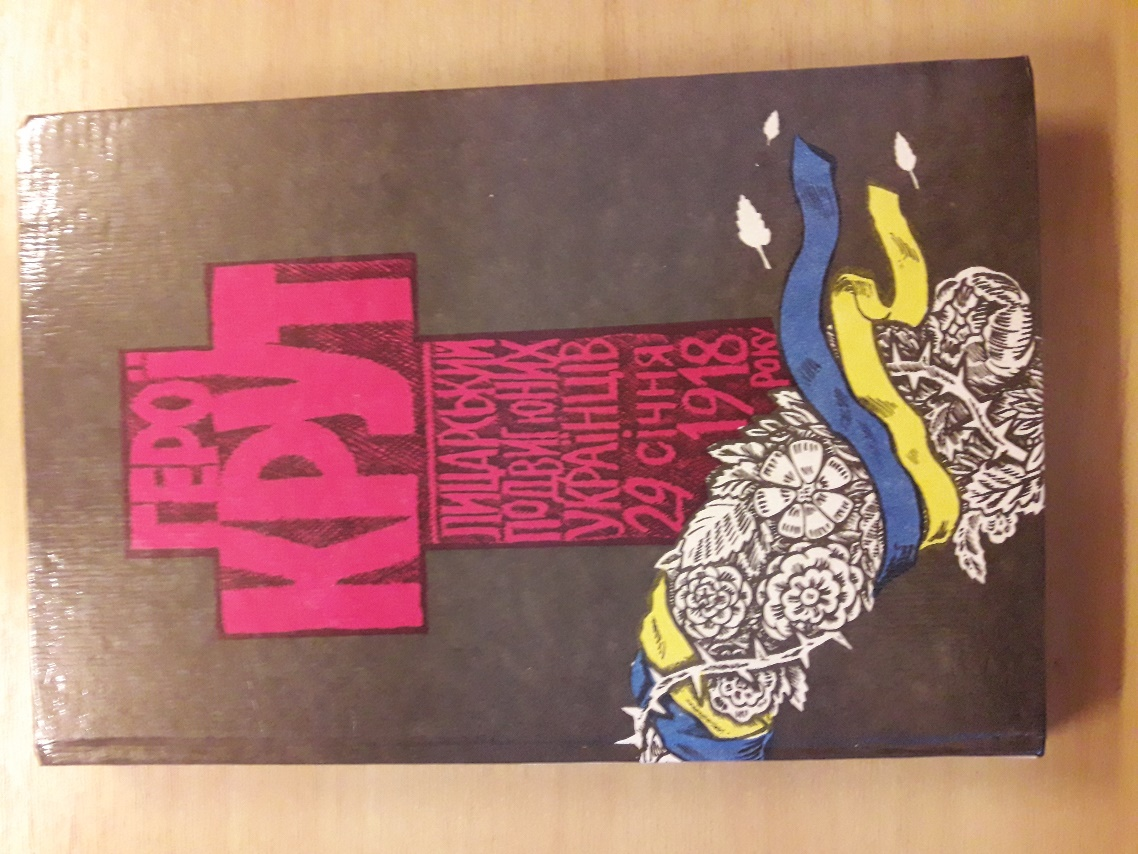 ГЕРОЇ
КРУТ
ЛИЦАРСЬКИЙ
ПОДВИГ ЮНИХ
УКРАЇНЦІВ
29 СІЧНЯ
1918
РОКУ